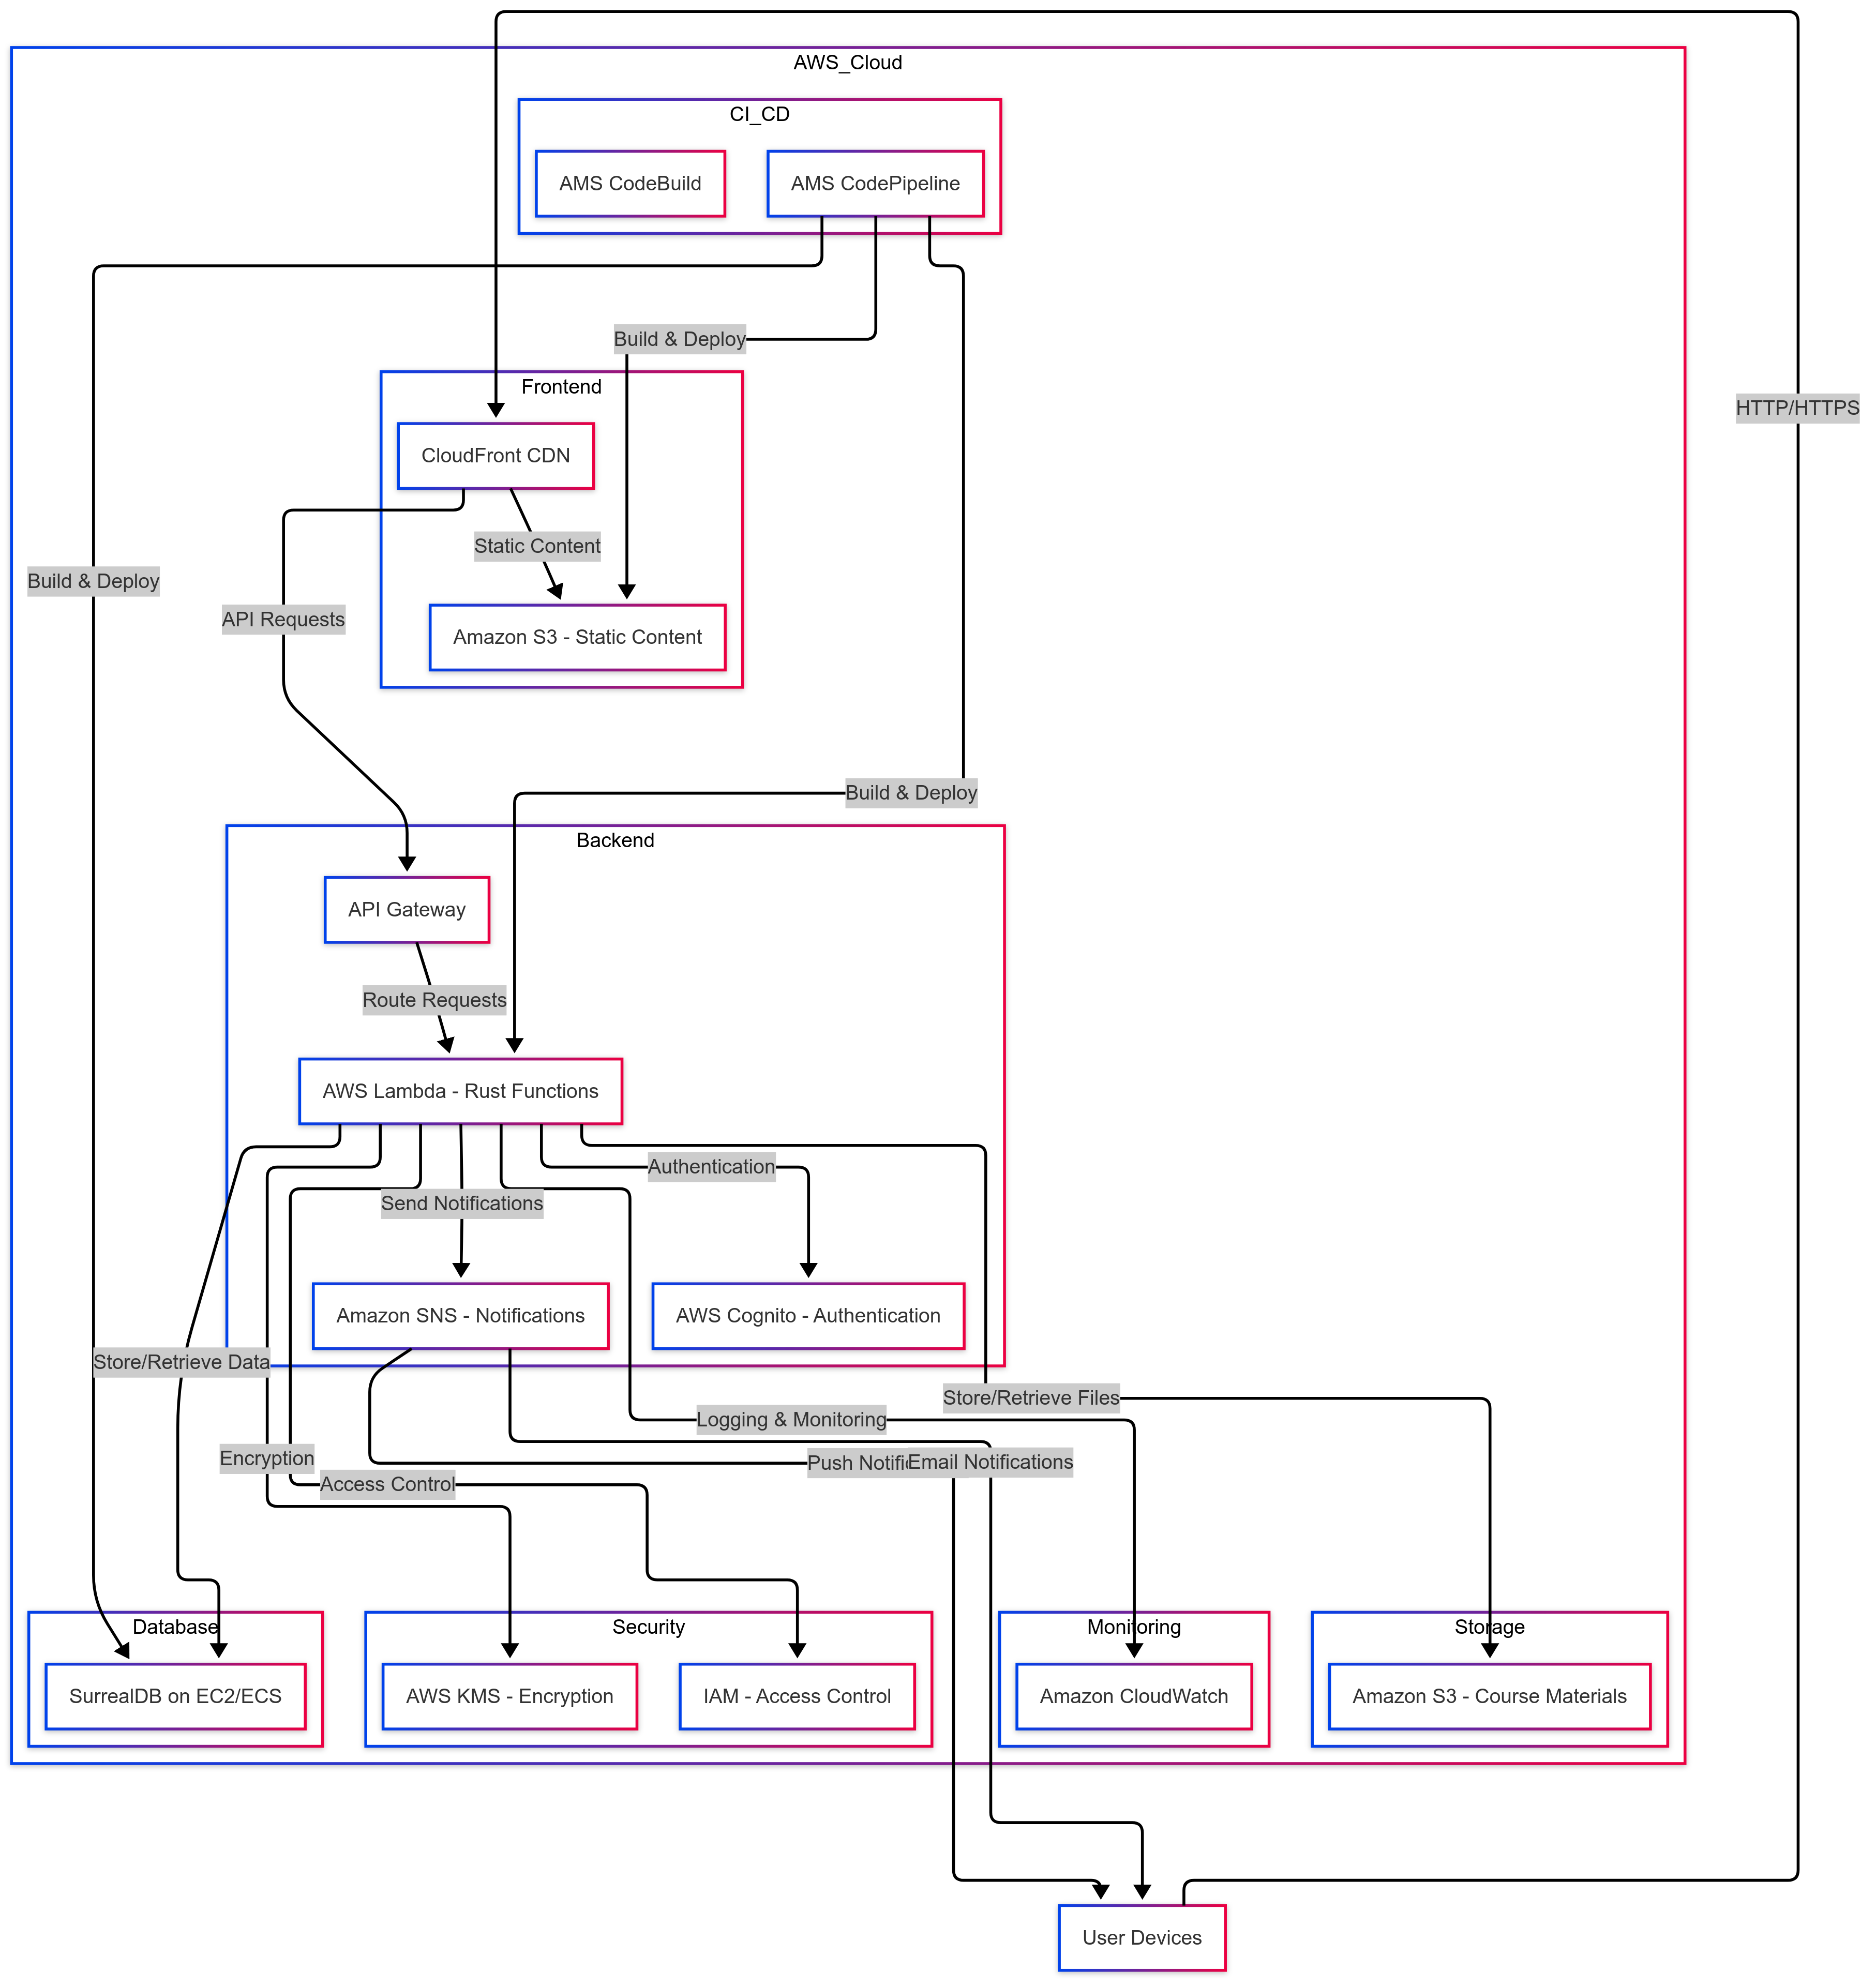 AWS_Cloud
CI_CD
AMS CodeBuild
AMS CodePipeline
Build & Deploy
Frontend
HTTP/HTTPS
CloudFront CDN
Static Content
Build & Deploy
API Requests
Amazon S3 - Static Content
Build & Deploy
Backend
API Gateway
Route Requests
AWS Lambda - Rust Functions
Authentication
Send Notifications
Amazon SNS - Notifications
AWS Cognito - Authentication
Store/Retrieve Data
Store/Retrieve Files
Logging & Monitoring
Encryption
Push
Email Notifications
Access Control
Database
Security
Monitoring
Storage
SurrealDB on EC2/ECS
AWS KMS - Encryption
IAM - Access Control
Amazon CloudWatch
Amazon S3 - Course Materials
User Devices